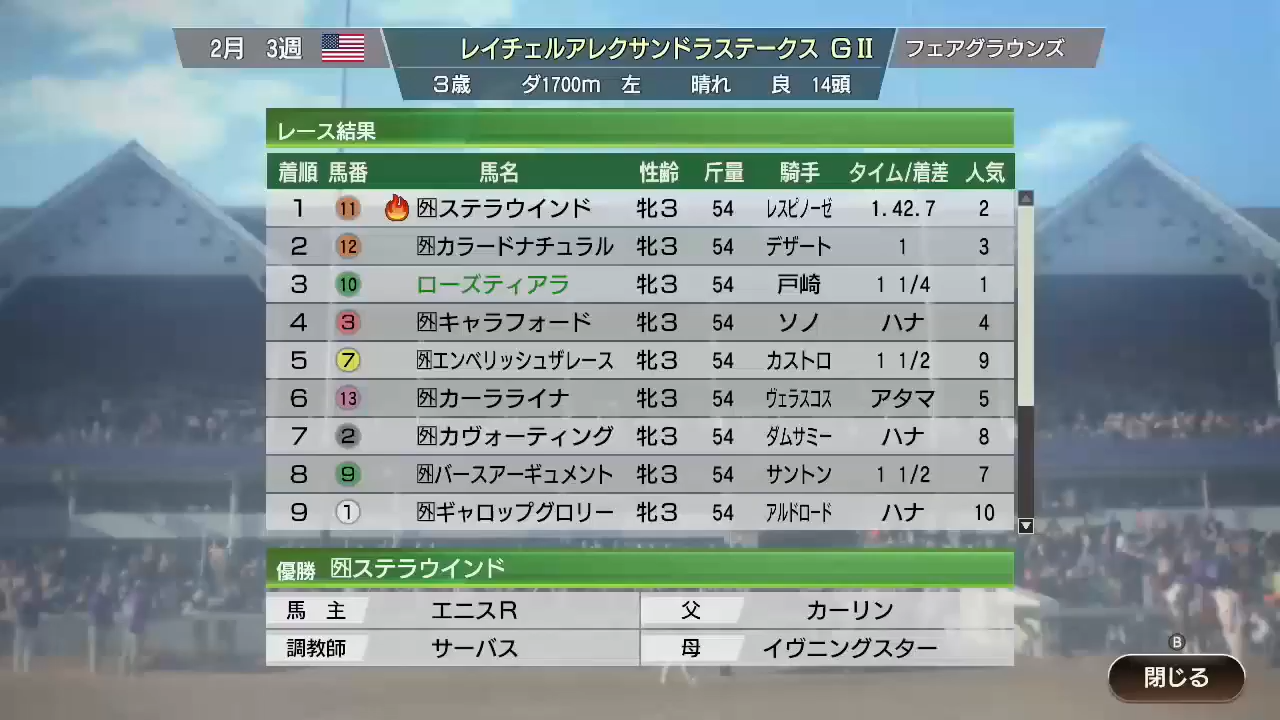 2月 3週 レイチェルアレクサンドラステークス GⅡ フェアグラウンズ
3歳 ダ1700m 左 晴れ 良 14頭
レース結果
着順 馬番 馬名 性齢 斤量 騎手 タイム/着差 人気
1 11 外ステラウインド 牝3 54 レスピノーゼ 1.42.7 2
2 12 外カラードナチュラル 牝3 54 デザート 1 3
3 10 ローズティアラ 牝3 54 戸崎 1 1/4 1
4 3 外キャラフォード 牝3 54 ソノ ハナ 4
5 7 外エンベリッシュザレース 牝3 54 カストロ 1 1/2 9
6 13 外カーラライナ 牝3 54 ヴェラスコス アタマ 5
7 2 外カヴォーティング 牝3 54 ダムサミー ハナ 8
8 9 外バースアーギュメント 牝3 54 サントン 1 1/2 7
9 1 外ギャロップグロリー 牝3 54 アルドロード ハナ 10
優勝 外ステラウインド
馬主 エニスR 父 カーリン
調教師 サーバス 母 イヴニングスター
B
閉じる